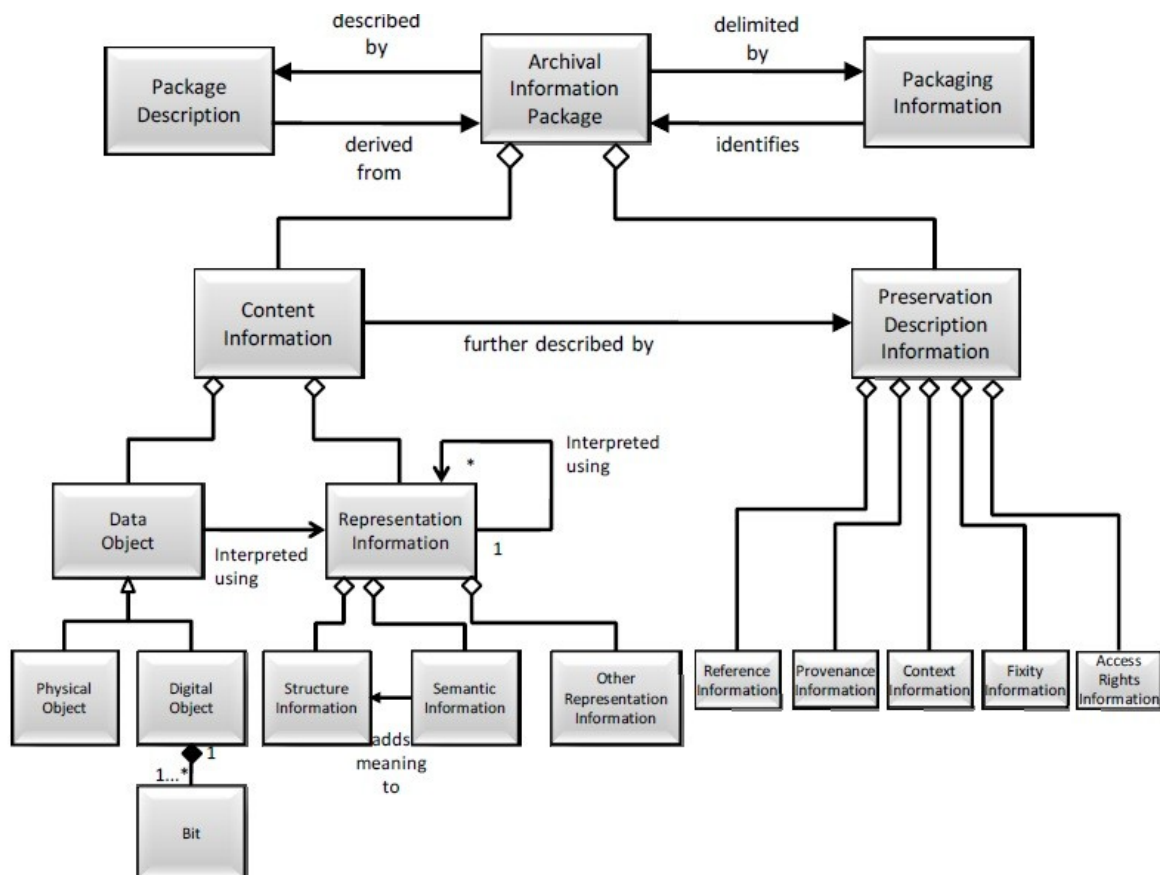 described
by
delimited
by
Package
Description
Archival
Information
Package
Packaging
Information
derived
from
identifies
Content
Information
further described by
Preservation
Description
Information
Data
Object
Interpreted
using
Representation
Information
*
1
Interpreted
using
Physical
Object
Digital
Object
Structure
Information
Semantic
Information
adds
meaning
to
Other
Representation
Information
Reference
Information
Provenance
Information
Context
Information
Fixity
Information
Access
Rights
Information
1
1...*
Bit